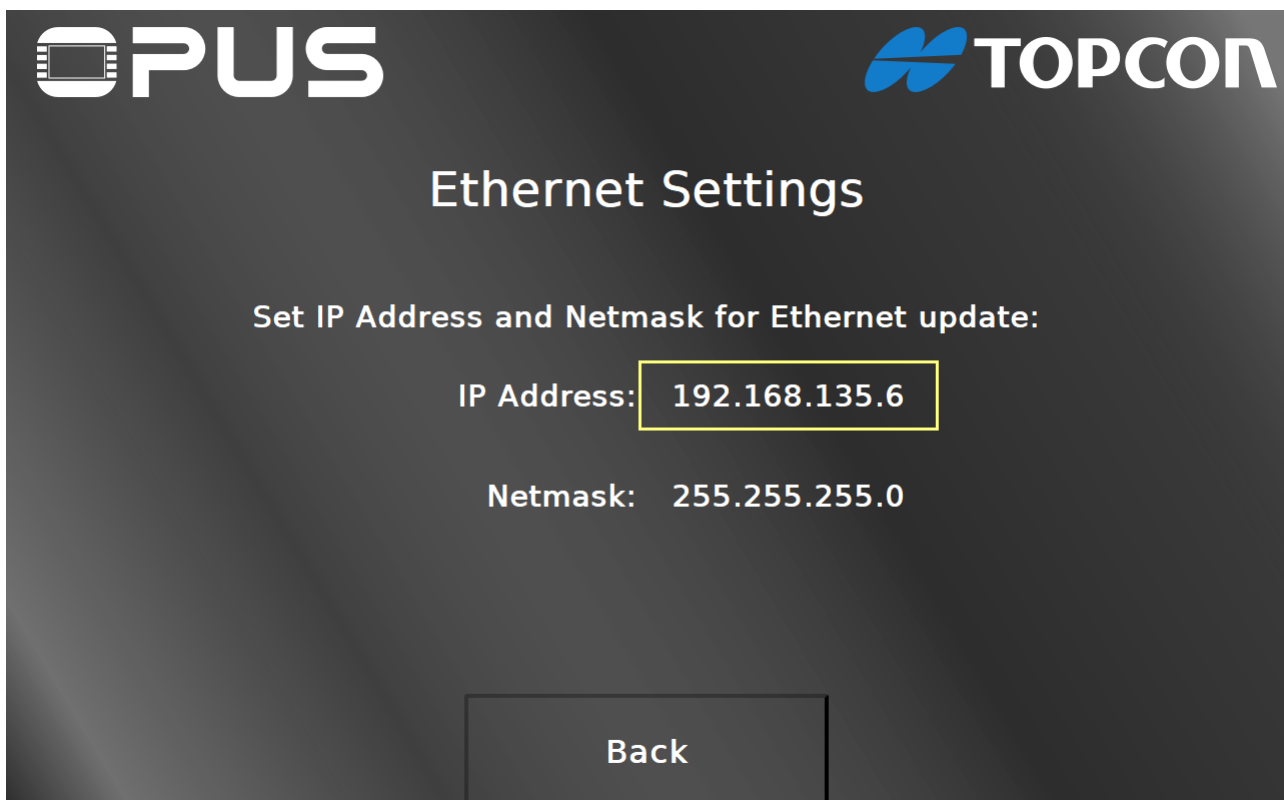 OPUS
TOPCON
Ethernet Settings
Set IP Address and Netmask for Ethernet update:
IP Address: 192.168.135.6
Netmask: 255.255.255.0
Back